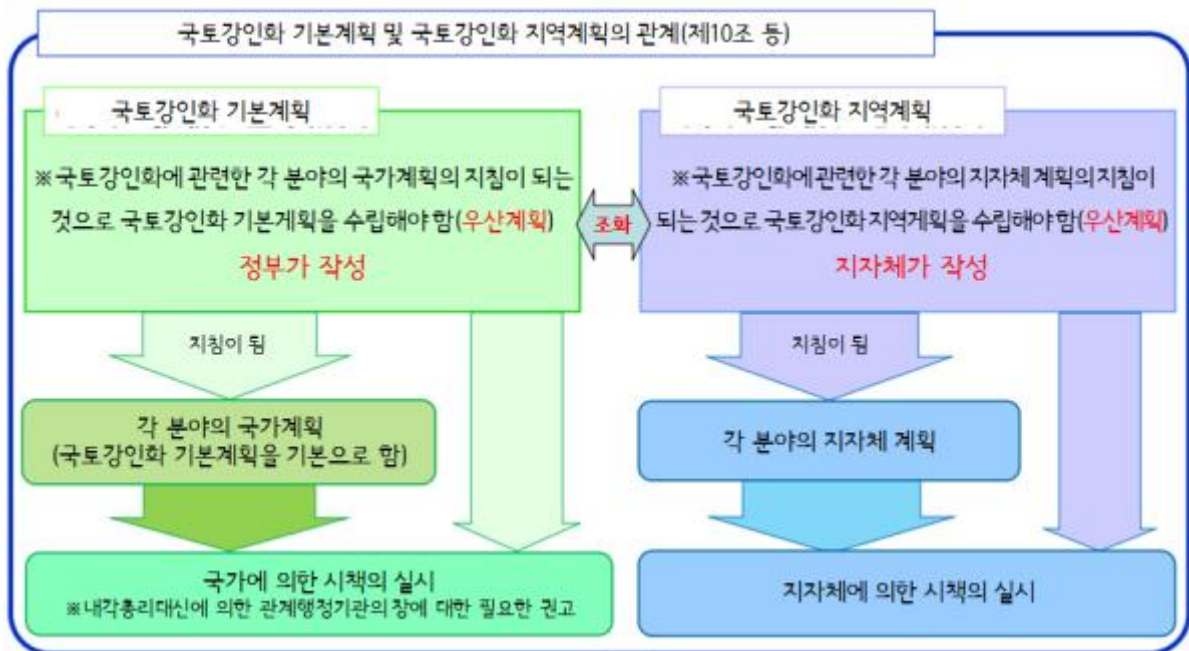 국토강인화 기본계획 및 국토강인화 지역계획의 관계(제10조 등)
국토강인화 기본계획
※국토강인화에 관련한 각 분야의 국가계획의 지침이 되는
것으로 국토강인화 기본게획을 수립해야 함(우산계획)
정부가 작성
조화
국토강인화 지역계획
※국토강인화에 관련한 각 분야의 지자체 계획의 지침이
되는 것으로 국토강인화 지역게획을 수립해야 함(우산계획)
지자체가 작성
지침이 됨
지침이 됨
각 분야의 국가계획
(국토강인화 기본계획을 기본으로 함)
각 분야의 지자체 계획
국가에 의한 시책의 실시
※내각총리대신에 의한 관계행정기관의 장에 대한 필요한 권고
지자체에 의한 시책의 실시